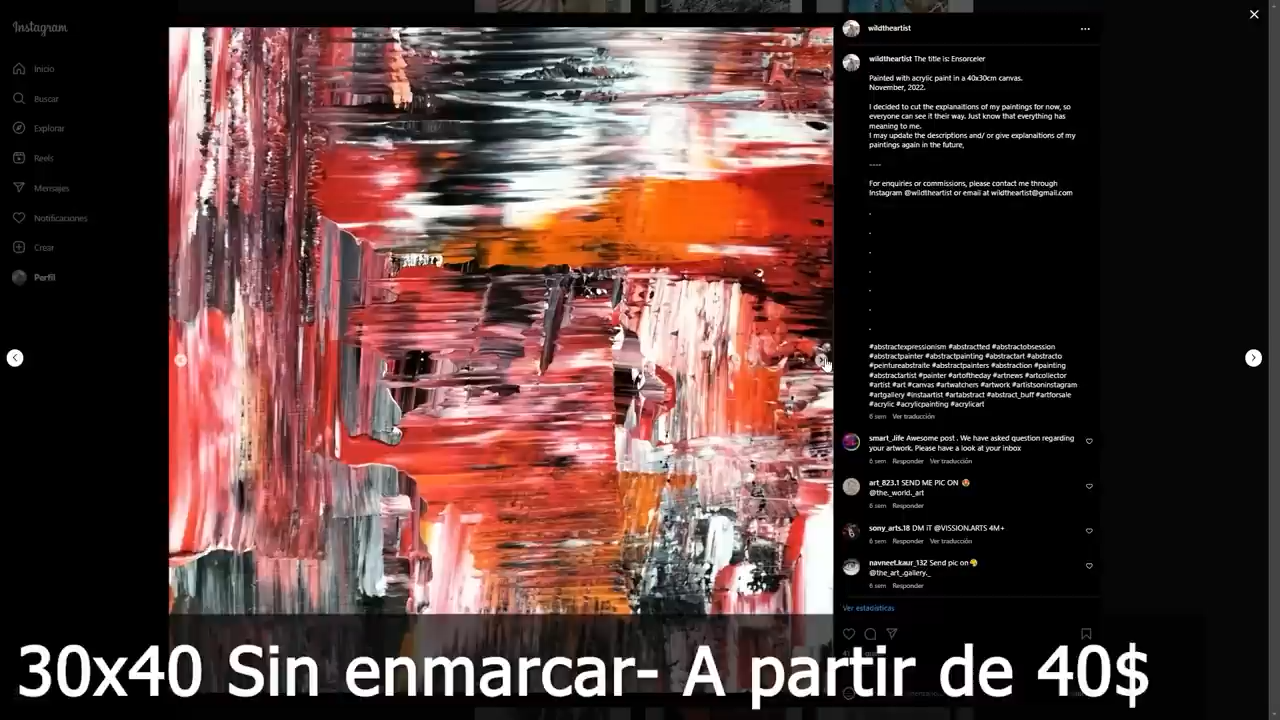 Instagram
Inicio
Buscar
Explorar
Reels
Mensajes
Notificaciones
Crear
Perfil
wildtheartist
wildtheartist The title is: Ensorceler
Painted with acrylic paint in a 40x30cm canvas.
November, 2022.
I decided to cut the explanaitions of my paintings for now, so
everyone can see it their way. Just know that everything has
meaning to me.
I may update the descriptions and/ or give explanaitions of my
paintings again in the future,
----
For enquiries or commissions, please contact me through
Instagram @wildtheartist or email at wildtheartist@gmail.com
.
.
.
.
.
.
.
#abstractexpressionism #abstractted #abstractobsession
#abstractpainter #abstractpainting #abstractart #abstracto
#peintureabstraite #abstractpainters #abstraction #painting
#abstractartist #painter #artoftheday #artnews #artcollector
#artist #art #canvas #artwatchers #artwork #artistsoninstagram
#artgallery #instaartist #artabstract #abstract_buff #artforsale
#acrylic #acrylicpainting #acrylicart
6 sem Ver traducción
smart_.life Awesome post . We have asked question regarding
your artwork. Please have a look at your inbox
6 sem Responder Ver traducción
art_823.1 SEND ME PIC ON 😍
@the._world._art
6 sem Responder
sony_arts.18 DM iT @VISSION.ARTS 4M+
6 sem Responder Ver traducción
navneet.kaur_132 Send pic on
@the_art_.gallery._
6 sem Responder
Ver estadísticas
30x40 Sin enmarcar- A partir de 40$